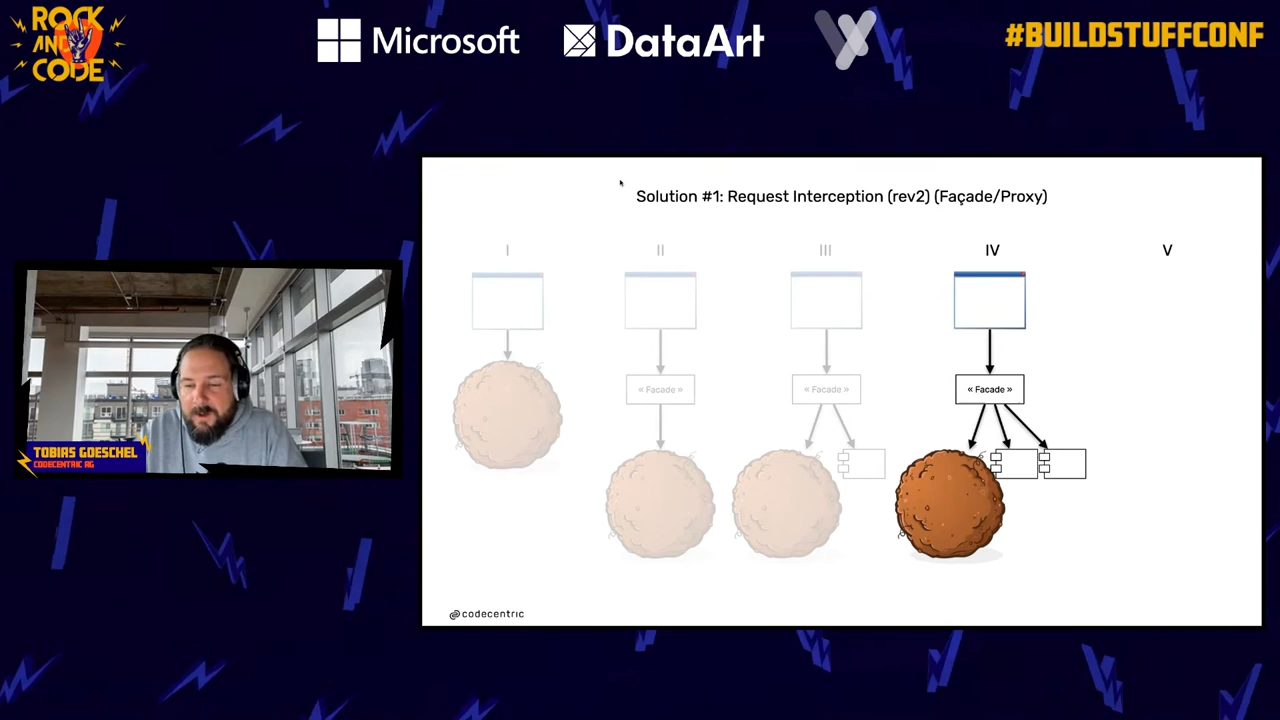 ROCK
AND
CODE
Microsoft
DataArt
#BUILDSTUFFCONF
Solution #1: Request Interception (rev2) (Façade/Proxy)
I
II
III
IV
V
« Facade »
« Facade »
« Facade »
TOBIAS GOESCHEL
CODECENTRIC AG
codecentric